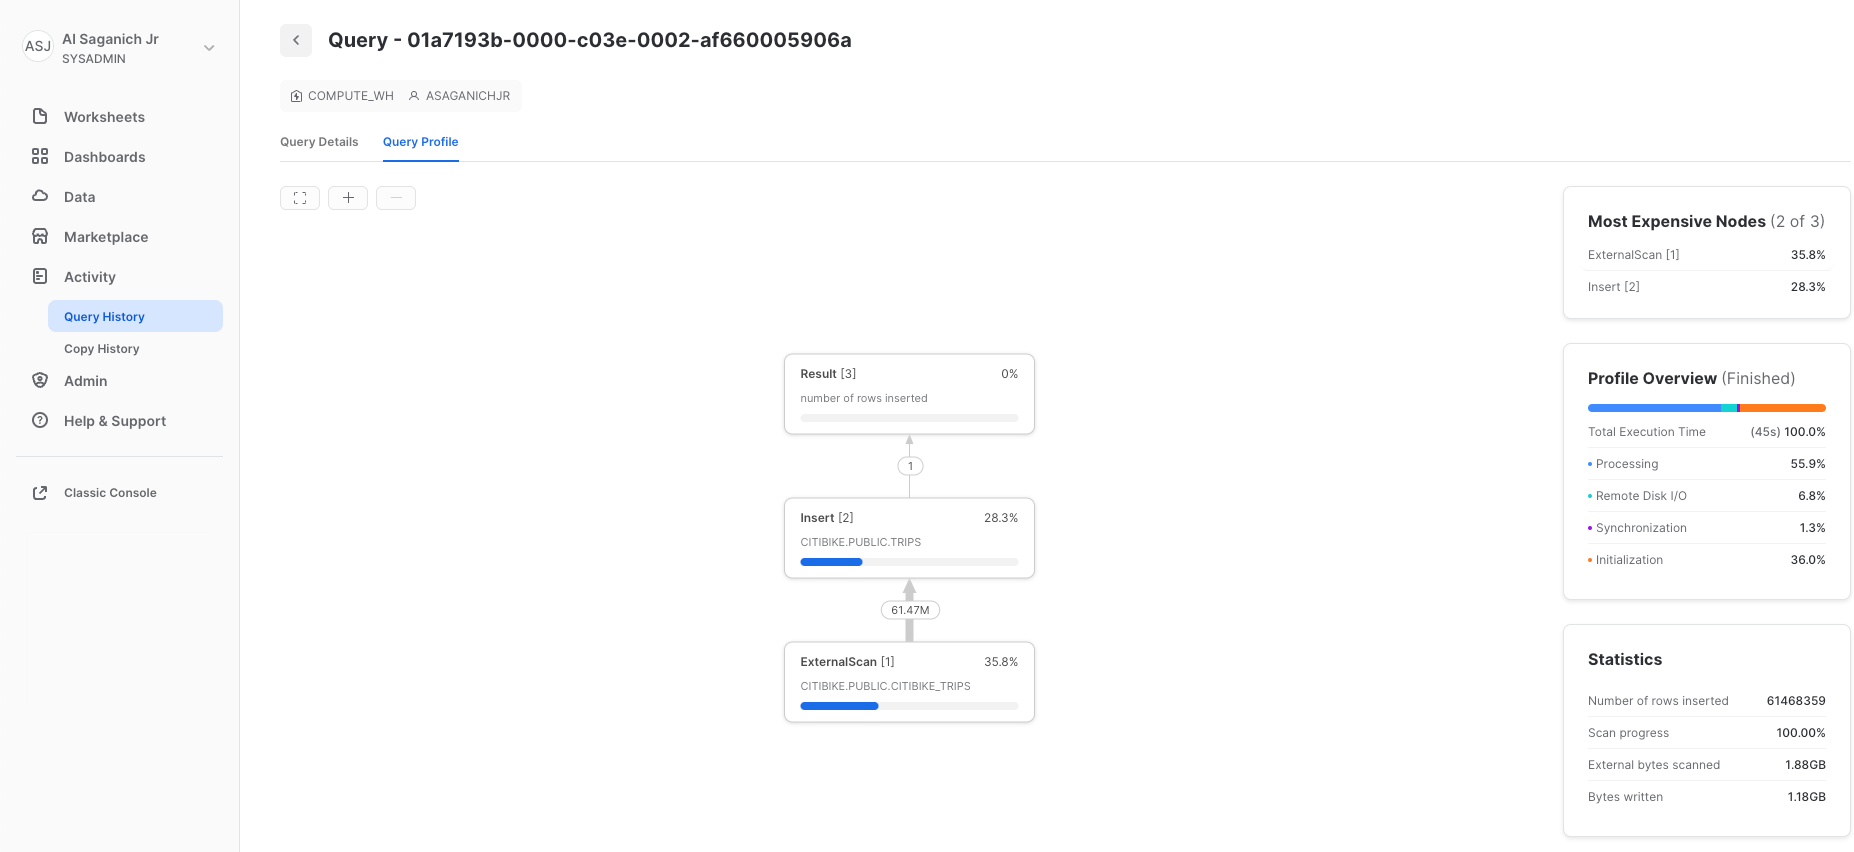 ASJ
Al Saganich Jr
SYSADMIN
Worksheets
Dashboards
Data
Marketplace
Activity
Query History
Copy History
Admin
Help & Support
Classic Console
Query - 01a7193b-0000-c03e-0002-af660005906a
COMPUTE_WH ASAGANICHJR
Query Details Query Profile
Result [3] 0%
number of rows inserted
1
Insert [2] 28.3%
CITIBIKE.PUBLIC.TRIPS
61.47M
ExternalScan [1] 35.8%
CITIBIKE.PUBLIC.CITIBIKE_TRIPS
Most Expensive Nodes (2 of 3)
ExternalScan [1] 35.8%
Insert [2] 28.3%
Profile Overview (Finished)
Total Execution Time (45s) 100.0%
Processing 55.9%
Remote Disk I/O 6.8%
Synchronization 1.3%
Initialization 36.0%
Statistics
Number of rows inserted 61468359
Scan progress 100.00%
External bytes scanned 1.88GB
Bytes written 1.18GB